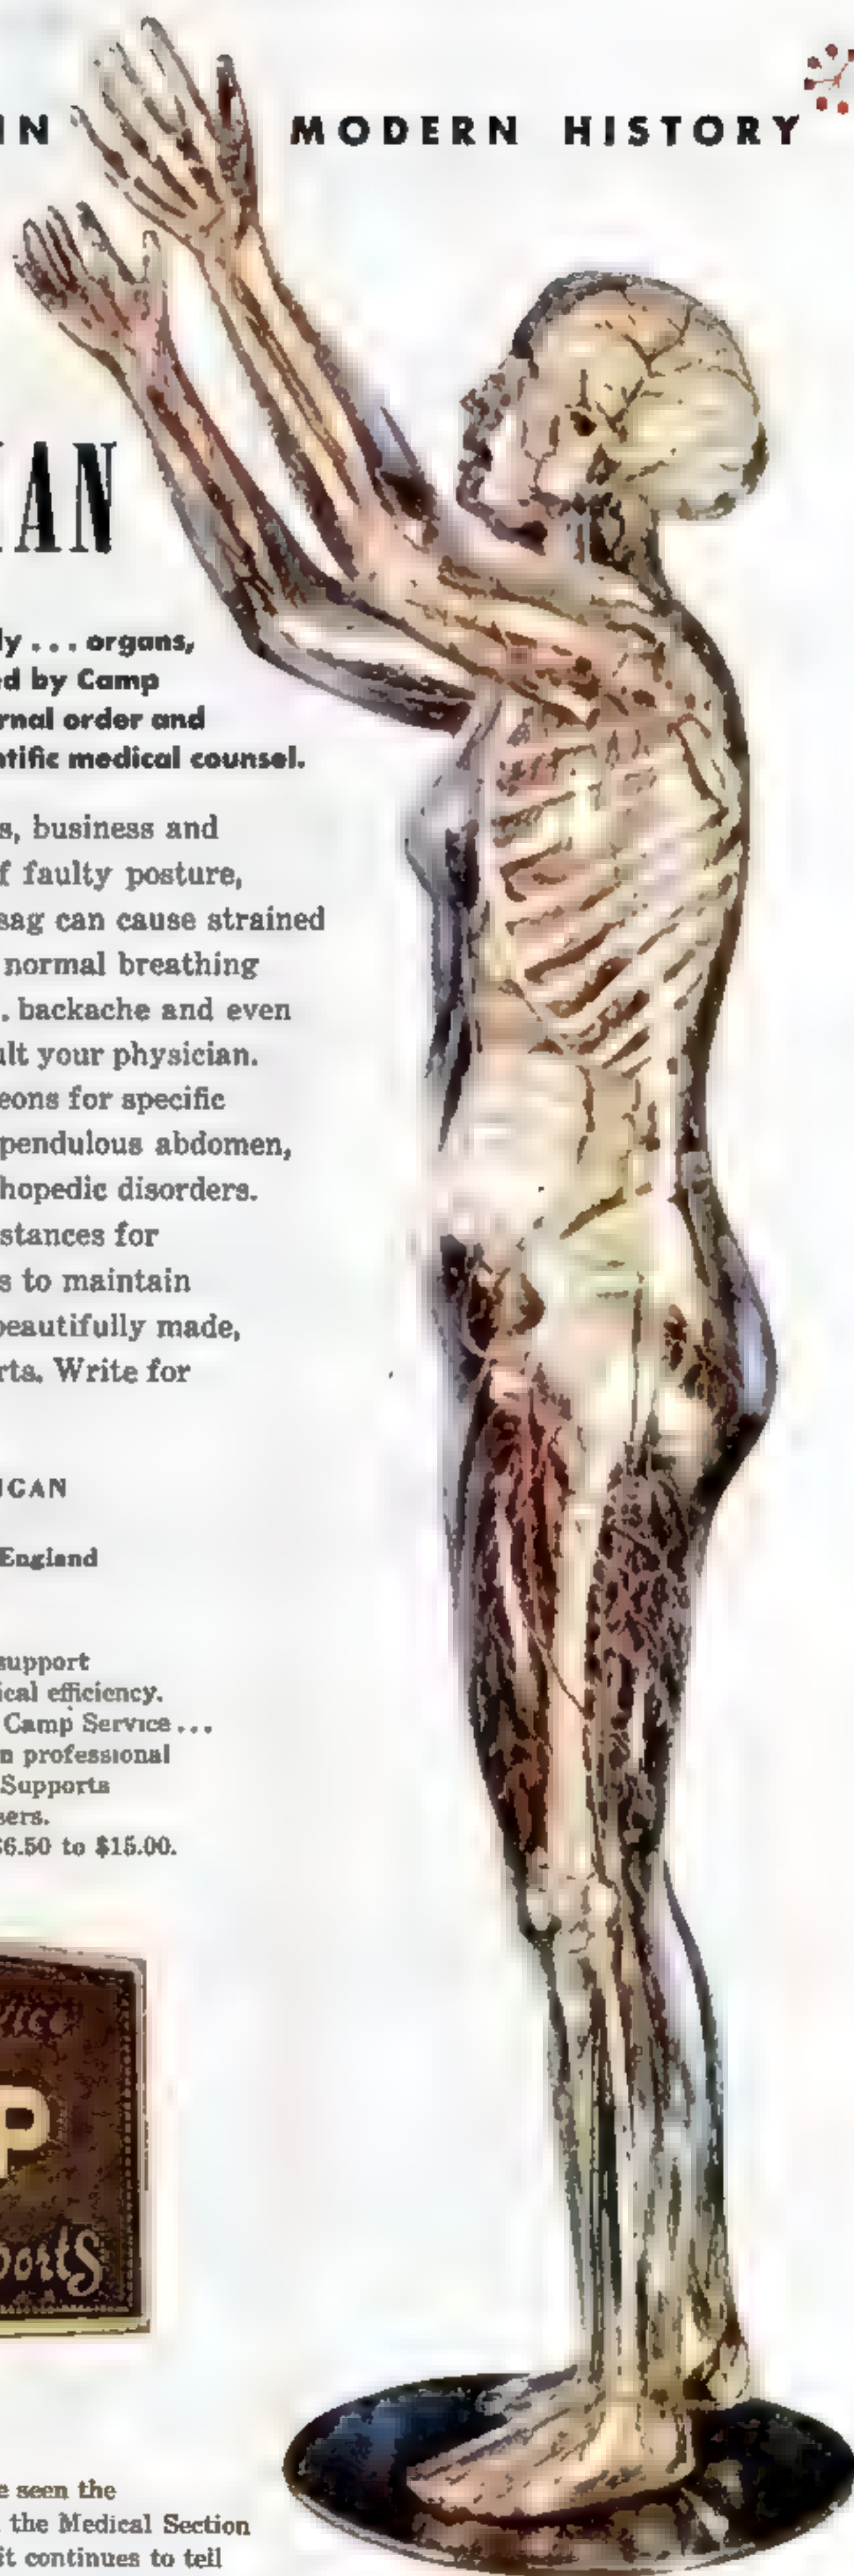 IN MODERN HISTORY
AN
ly ... organs,
ed by Camp
rnal order and
ntific medical counsel.
s, business and
f faulty posture,
sag can cause strained
normal breathing
. backache and even
ult your physician.
eons for specific
pendulous abdomen,
hopedic disorders.
stances for
s to maintain
beautifully made,
rts. Write for
IGAN
England
support
ical efficiency.
Camp Service...
n professional
Supports
sers.
$6.50 to $15.00.
P
ports
e seen the
the Medical Section
it continues to tell